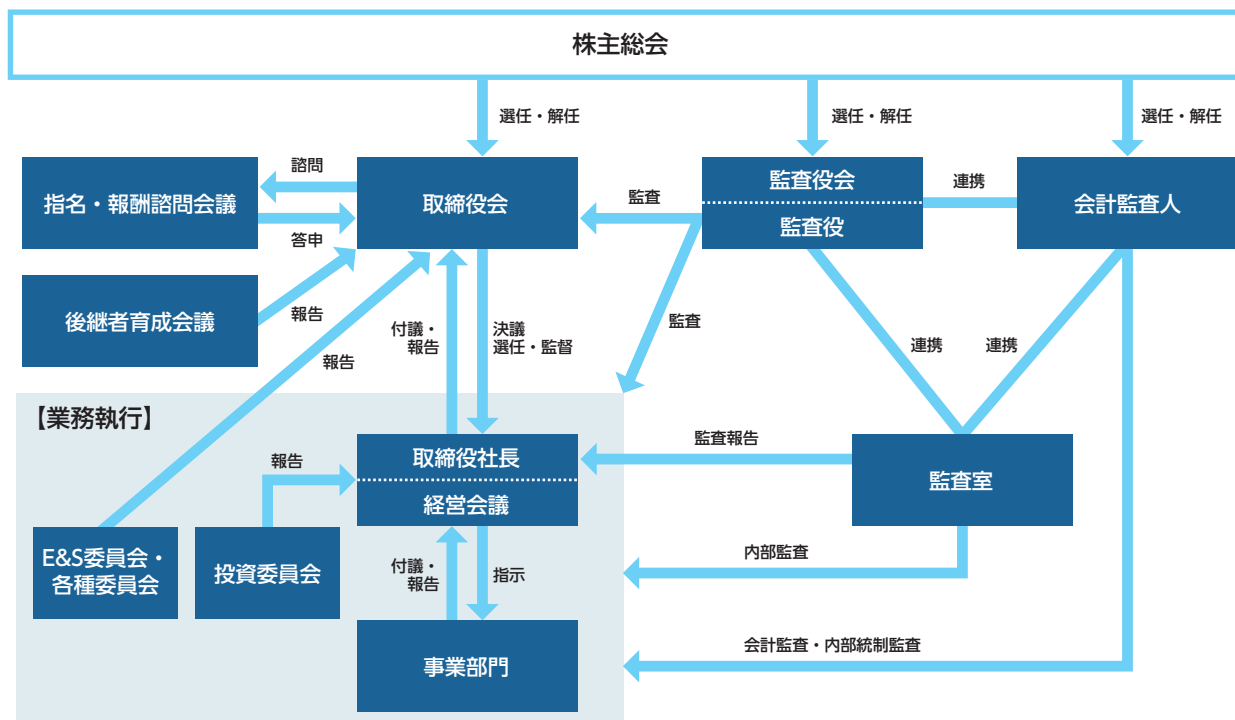 株主総会
選任・解任
選任・解任
選任・解任
指名・報酬諮問会議
諮問
答申
取締役会
監査
監査役会
監査役
連携
会計監査人
後継者育成会議
報告
報告
付議・
報告
決議
選任・監督
監査
連携
連携
【業務執行】
取締役社長
経営会議
監査報告
監査室
報告
E&S委員会・
各種委員会
投資委員会
付議・
報告
指示
内部監査
事業部門
会計監査・内部統制監査